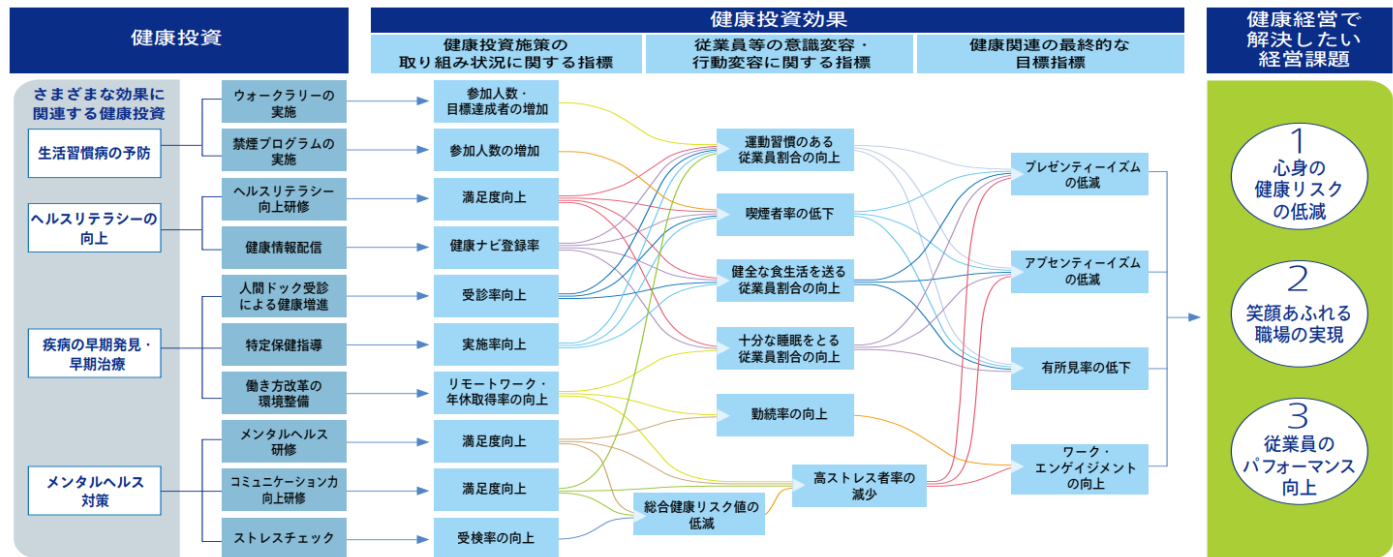 健康投資
健康投資効果
健康経営で
解決したい
経営課題
健康投資施策の
取り組み状況に関する指標
従業員等の意識変容・
行動変容に関する指標
健康関連の最終的な
目標指標
さまざまな効果に
関連する健康投資
生活習慣病の予防
ヘルスリテラシーの
向上
疾病の早期発見・
早期治療
メンタルヘルス
対策
ウォークラリーの
実施
禁煙プログラムの
実施
ヘルスリテラシー
向上研修
健康情報配信
人間ドック受診
による健康増進
特定保健指導
働き方改革の
環境整備
メンタルヘルス
研修
コミュニケーション力
向上研修
ストレスチェック
参加人数・
目標達成者の増加
参加人数の増加
満足度向上
健康ナビ登録率
受診率向上
実施率向上
リモートワーク・
年休取得率の向上
満足度向上
満足度向上
受検率の向上
運動習慣のある
従業員割合の向上
喫煙者率の低下
健全な食生活を送る
従業員割合の向上
十分な睡眠をとる
従業員割合の向上
勤続率の向上
高ストレス者率の
減少
総合健康リスク値の
低減
プレゼンティーイズム
の低減
アブセンティーイズム
の低減
有所見率の低下
ワーク・
エンゲイジメント
の向上
1
心身の
健康リスク
の低減
2
笑顔あふれる
職場の実現
3
従業員の
パフォーマンス
向上